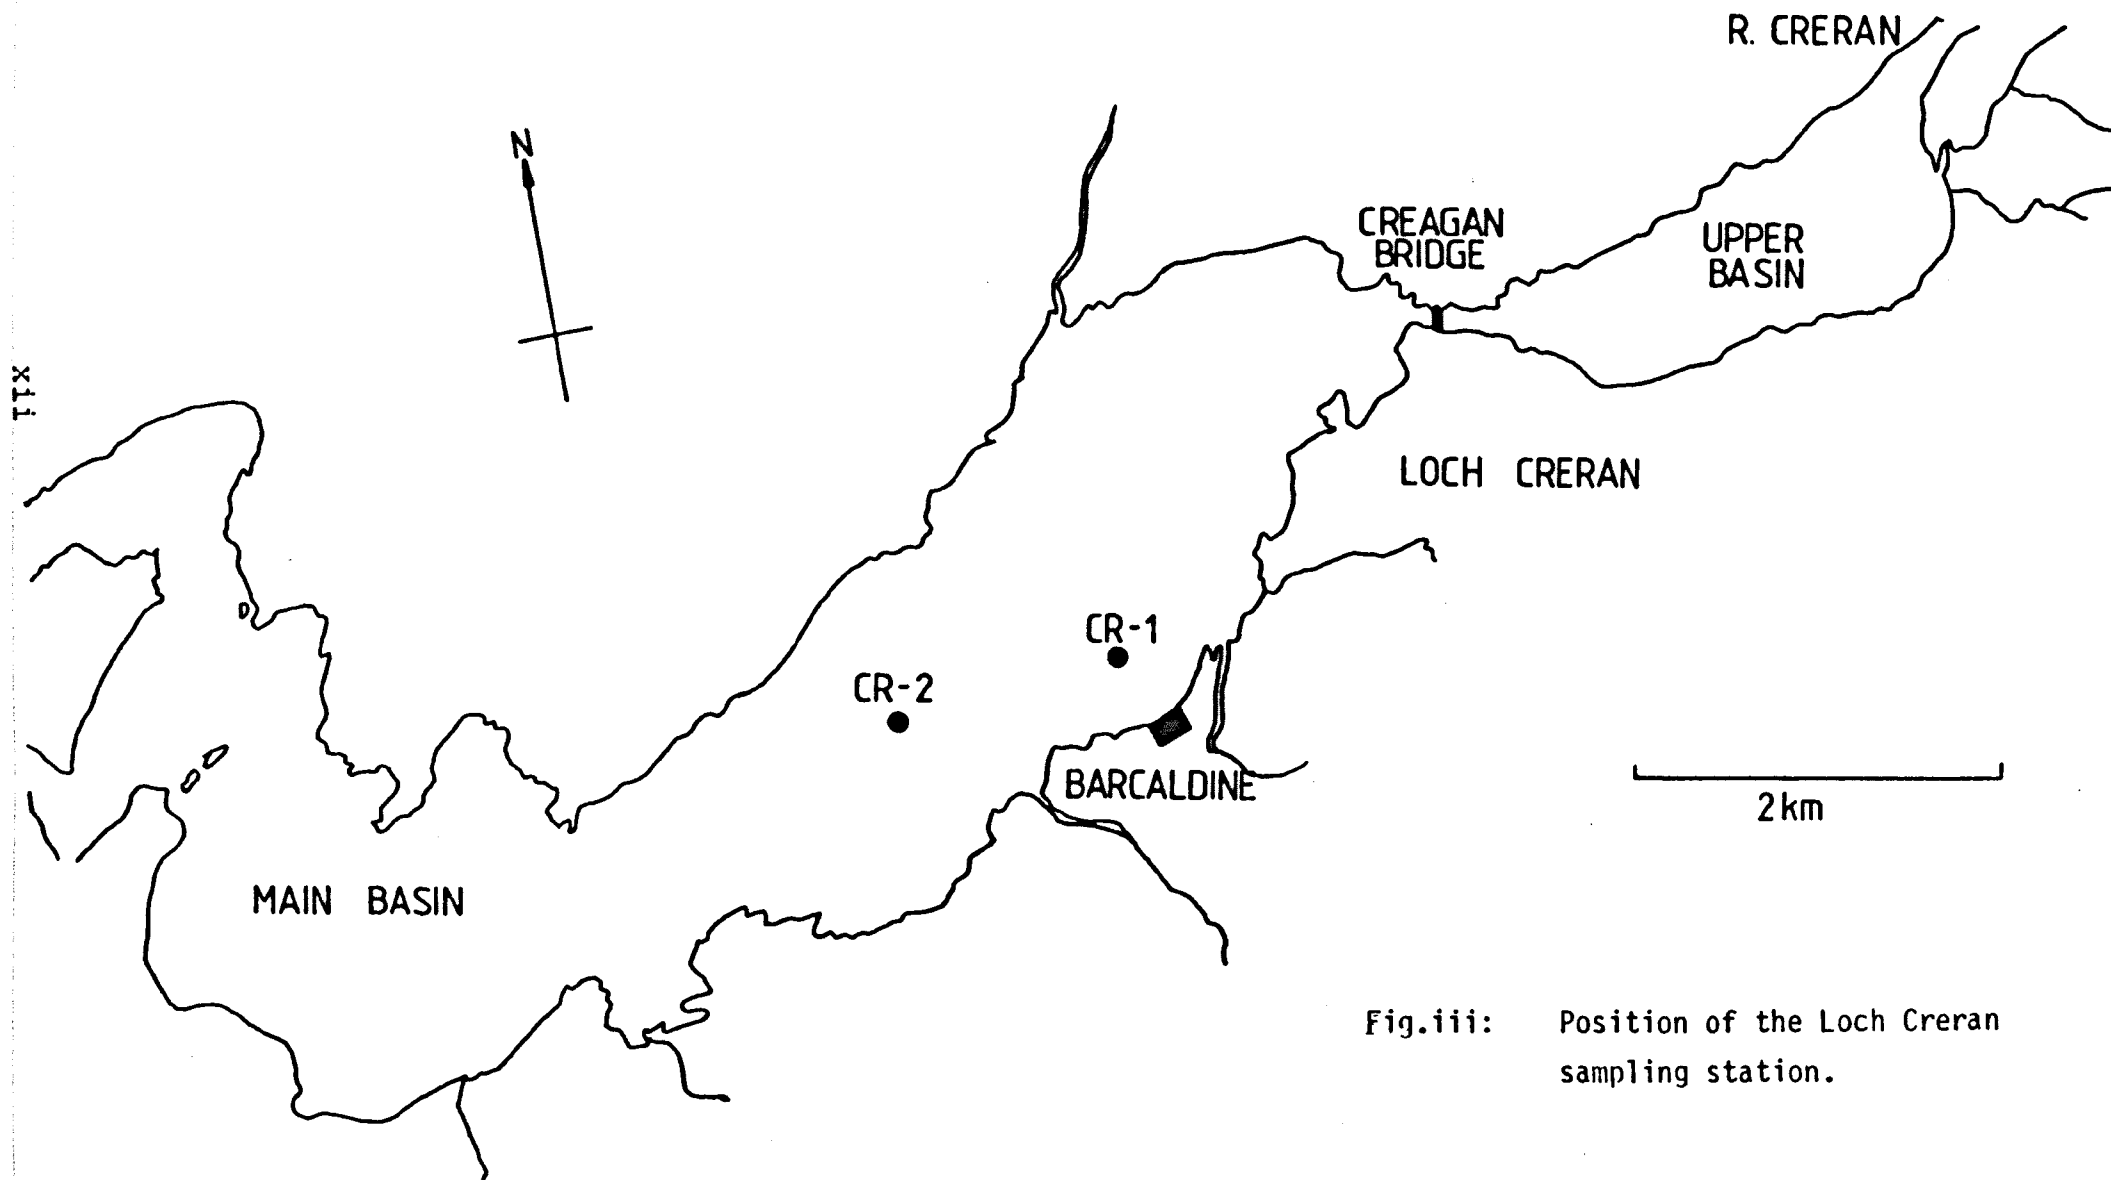 R. CRERAN
N
CREAGAN
BRIDGE
UPPER
BASIN
xii
LOCH CRERAN
CR-1
CR-2
BARCALDINE
2km
MAIN BASIN
Fig.iii: Position of the Loch Creran
sampling station.